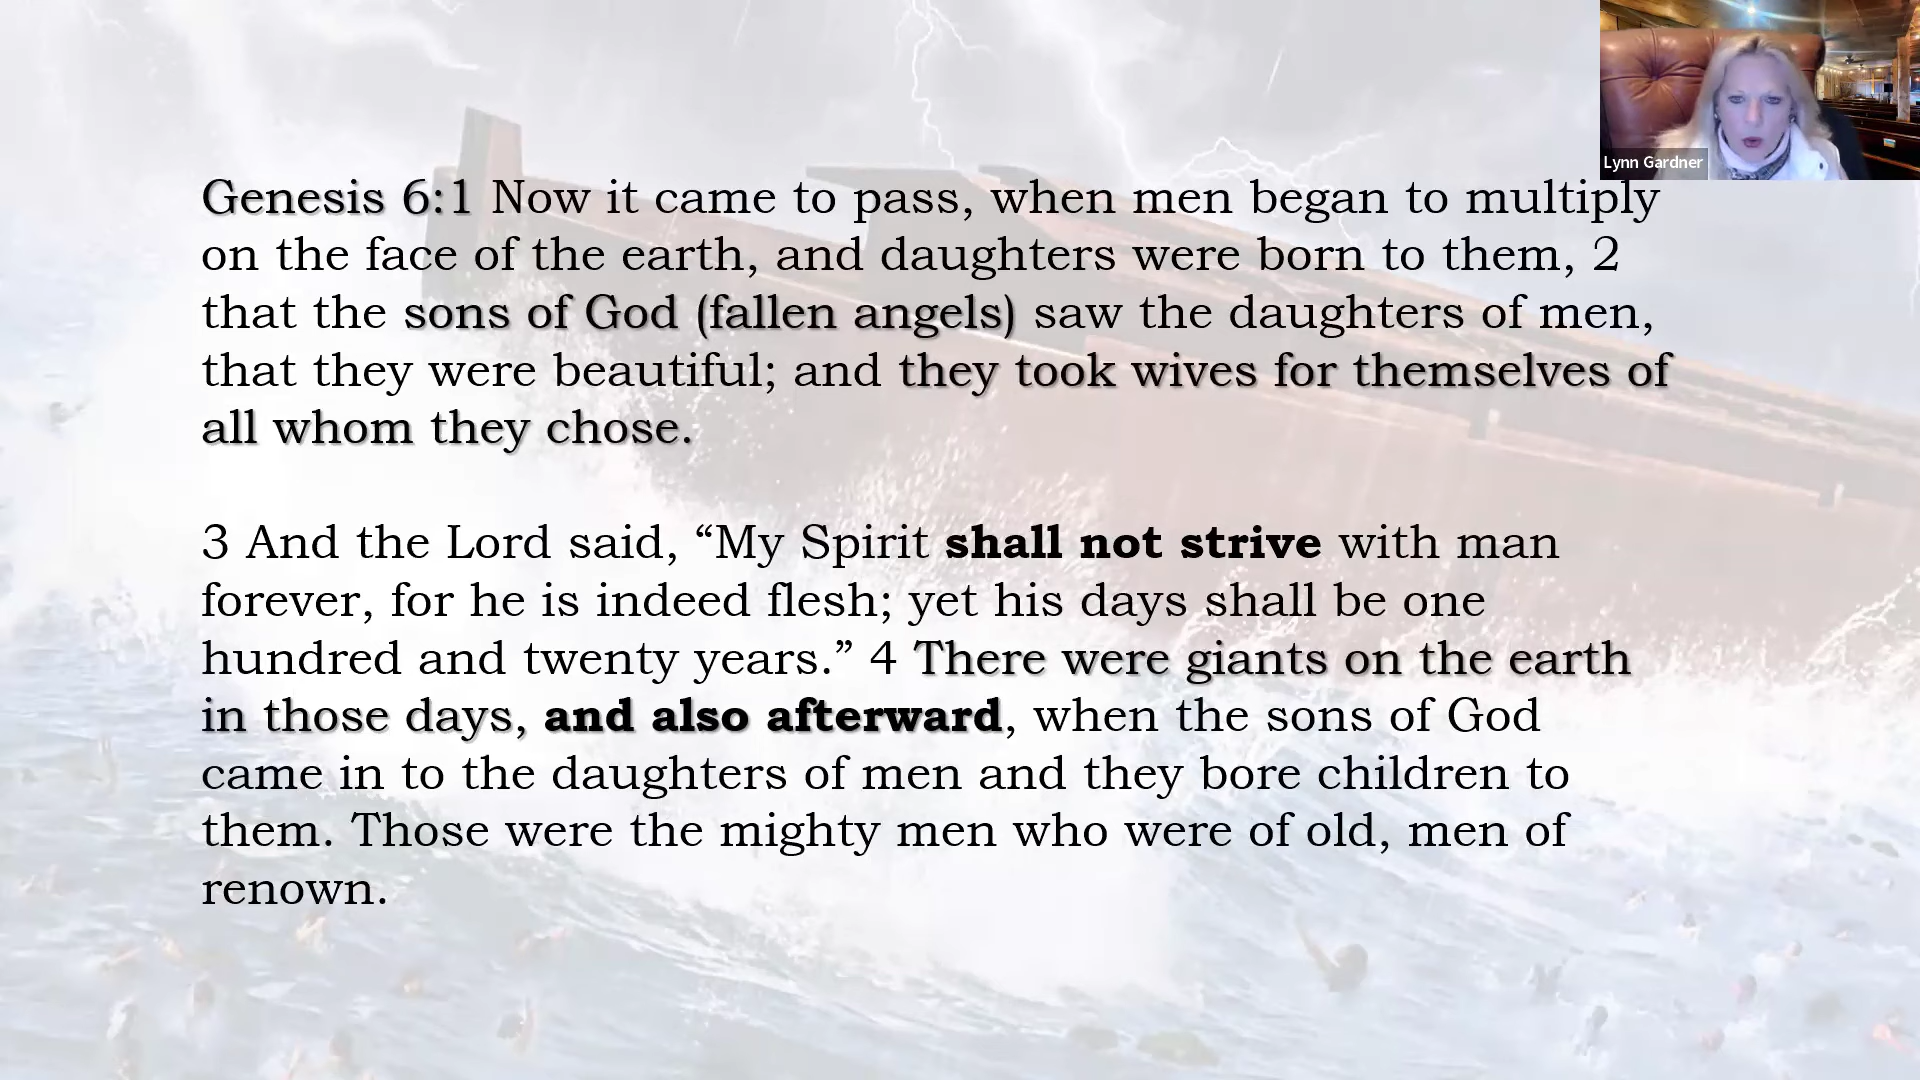 Lynn Gardner
Genesis 6:1 Now it came to pass, when men began to multiply
on the face of the earth, and daughters were born to them, 2
that the sons of God (fallen angels) saw the daughters of men,
that they were beautiful; and they took wives for themselves of
all whom they chose.
3 And the Lord said, “My Spirit shall not strive with man
forever, for he is indeed flesh; yet his days shall be one
hundred and twenty years.” 4 There were giants on the earth
in those days, and also afterward, when the sons of God
came in to the daughters of men and they bore children to
them. Those were the mighty men who were of old, men of
renown.